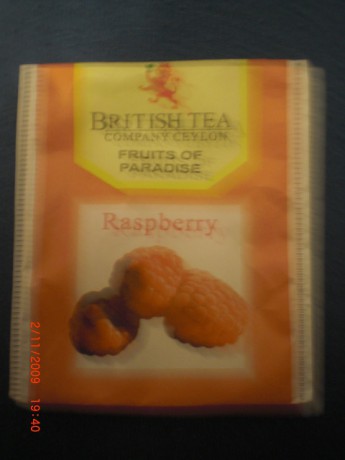 BRITISH TEA
COMPANY CEYLON
FRUITS OF
PARADISE
Raspberry
2/11/2009 19:40